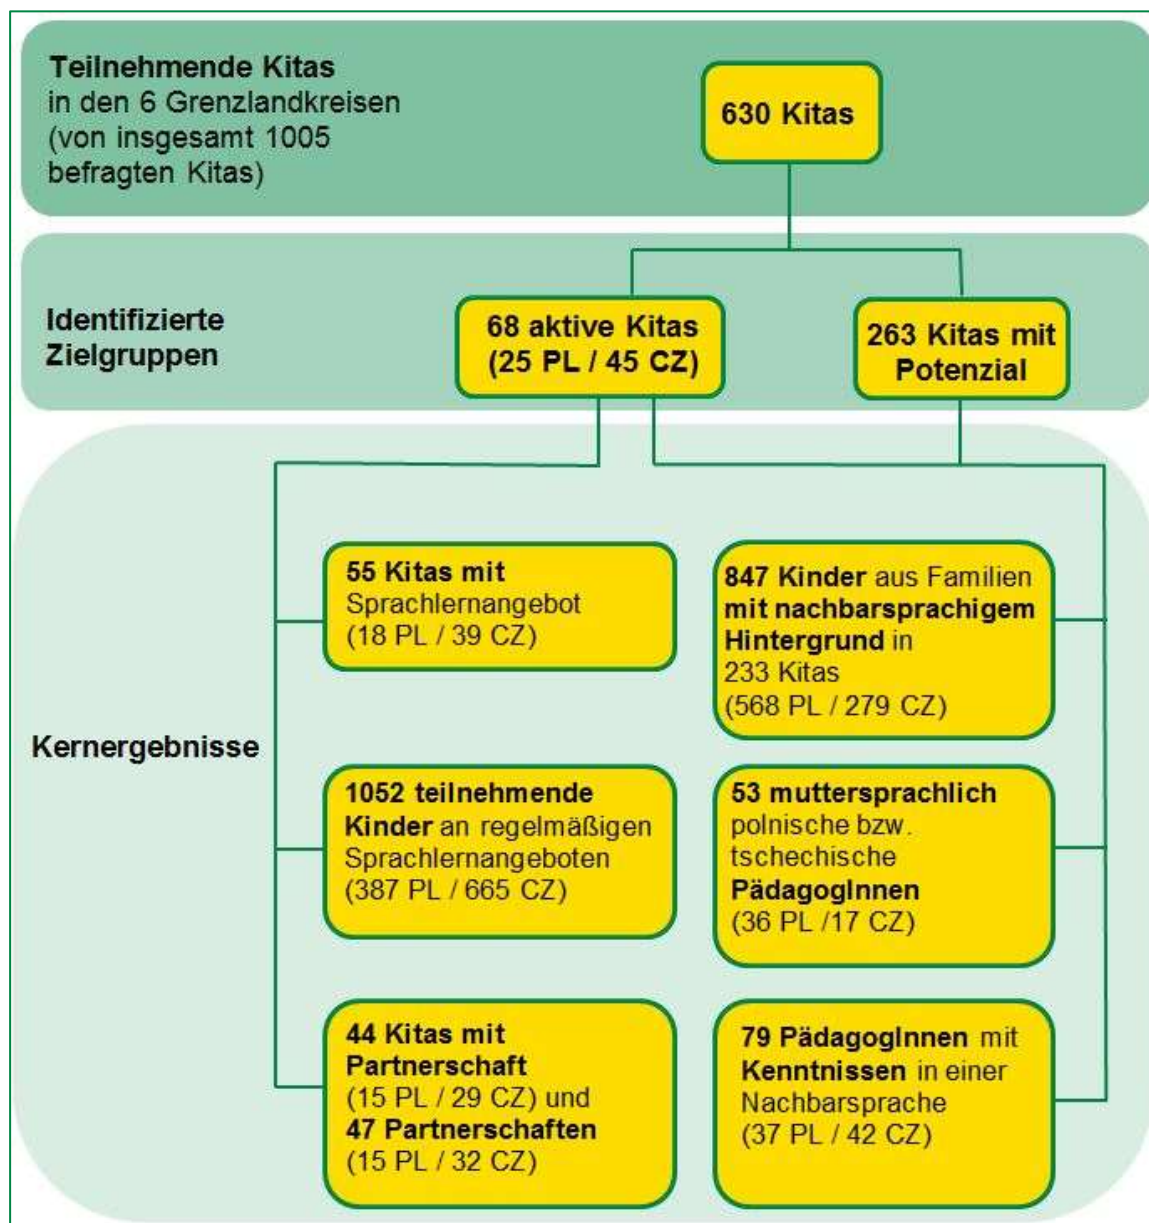 Teilnehmende Kitas
in den 6 Grenzlandkreisen
(von insgesamt 1005
befragten Kitas)
630 Kitas
Identifizierte
Zielgruppen
68 aktive Kitas
(25 PL / 45 CZ)
263 Kitas mit
Potenzial
Kernergebnisse
55 Kitas mit
Sprachlernangebot
(18 PL / 39 CZ)
1052 teilnehmende
Kinder an regelmäßigen
Sprachlernangeboten
(387 PL / 665 CZ)
44 Kitas mit
Partnerschaft
(15 PL / 29 CZ) und
47 Partnerschaften
(15 PL / 32 CZ)
847 Kinder aus Familien
mit nachbarsprachigem
Hintergrund in
233 Kitas
(568 PL / 279 CZ)
53 muttersprachlich
polnische bzw.
tschechische
PädagogInnen
(36 PL /17 CZ)
79 PädagogInnen mit
Kenntnissen in einer
Nachbarsprache
(37 PL / 42 CZ)